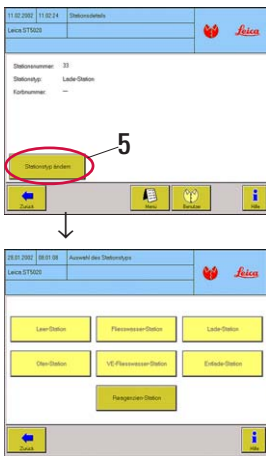 11.02.2002 11:02:24 Stationsdetails
Leica ST5020
Leica
Stationsnummer: 33
Stationstyp: Lade-Station
Korbnummer: ---
5
Stationstyp ändern
Zurück Menü Benutzer Hilfe
28.01.2002 08:01:08 Auswahl des Stationstyps
Leica ST5020
Leica
Leer-Station Fliesswasser-Station Lade-Station
Ofen-Station VE-Fliesswasser-Station Entlade-Station
Reagenzien-Station
Zurück Hilfe